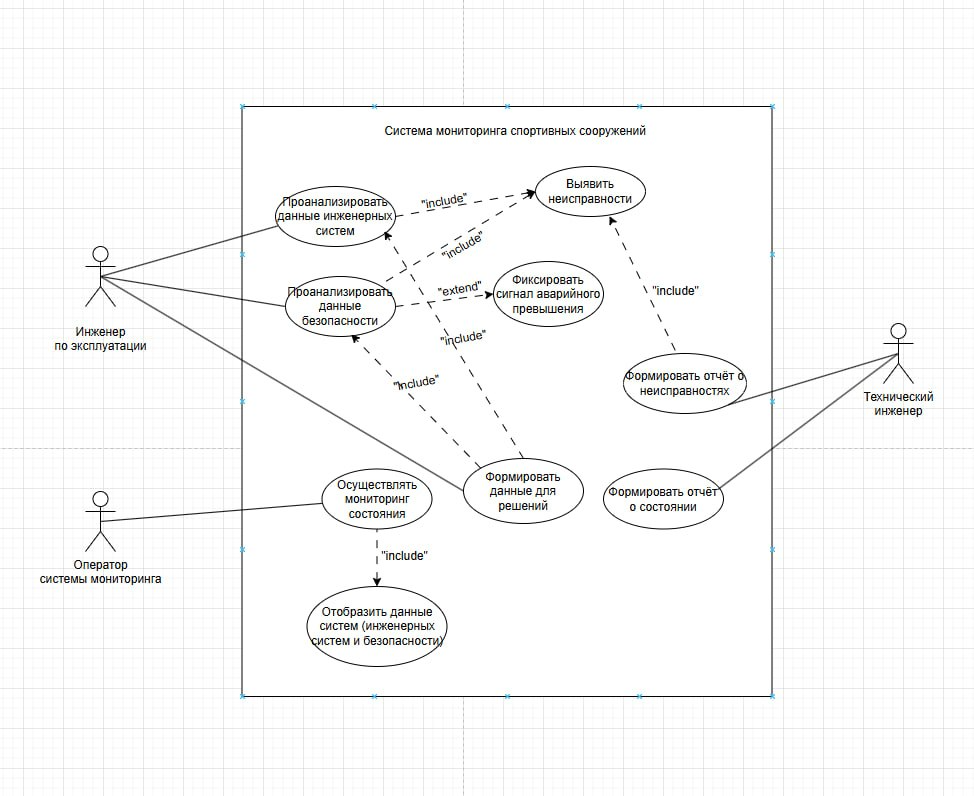 Система мониторинга спортивных сооружений
Проанализировать
данные инженерных
систем
"include"
Выявить
неисправности
"include"
Проанализировать
данные
безопасности
"extend"
Фиксировать
сигнал аварийного
превышения
"include"
Инженер
по эксплуатации
"include"
"include"
Формировать отчёт о
неисправностях
Технический
инженер
Осуществлять
мониторинг
состояния
Формировать
данные для
решений
Формировать отчёт
о состоянии
"include"
Оператор
системы мониторинга
Отобразить данные
систем (инженерных
систем и безопасности)